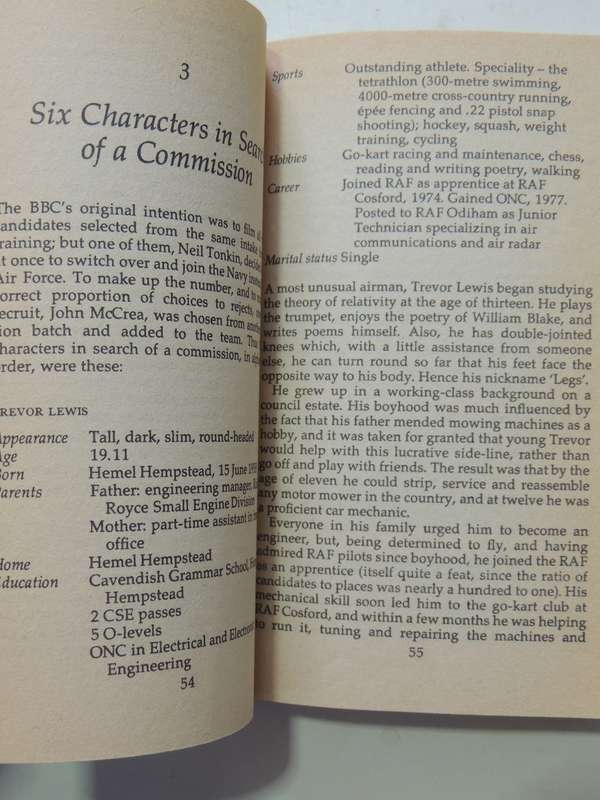 3
Six Characters in Search
of a Commission
The BBC's original intention was to film
candidates selected from the same intake
training; but one of them, Neil Tonkin,
at once to switch over and join the Navy
Air Force. To make up the number, and to
correct proportion of choices to rejects,
recruit, John McCrea, was chosen from
tion batch and added to the team.
characters in search of a commission, in
order, were these:
TREVOR LEWIS
Appearance Tall, dark, slim, round-headed
Age 19.11
Born Hemel Hempstead, 15 June
Parents Father: engineering manager,
Royce Small Engine Division
Mother: part-time assistant in
office
Home Hemel Hempstead
Education Cavendish Grammar School,
Hempstead
2 CSE passes
5 O-levels
ONC in Electrical and
Engineering
54
Sports Outstanding athlete. Speciality – the
tetrathlon (300-metre swimming,
4000-metre cross-country running,
épée fencing and .22 pistol snap
shooting); hockey, squash, weight
training, cycling
Hobbies Go-kart racing and maintenance, chess,
reading and writing poetry, walking
Career Joined RAF as apprentice at RAF
Cosford, 1974. Gained ONC, 1977.
Posted to RAF Odiham as Junior
Technician specializing in air
communications and air radar
Marital status Single
A most unusual airman, Trevor Lewis began studying
the theory of relativity at the age of thirteen. He plays
the trumpet, enjoys the poetry of William Blake, and
writes poems himself. Also, he has double-jointed
knees which, with a little assistance from someone
else, he can turn round so far that his feet face the
opposite way to his body. Hence his nickname 'Legs'.
He grew up in a working-class background on a
council estate. His boyhood was much influenced by
the fact that his father mended mowing machines as a
hobby, and it was taken for granted that young Trevor
would help with this lucrative side-line, rather than
go off and play with friends. The result was that by the
age of eleven he could strip, service and reassemble
any motor mower in the country, and at twelve he was
a proficient car mechanic.
Everyone in his family urged him to become an
engineer, but, being determined to fly, and having
admired RAF pilots since boyhood, he joined the RAF
as an apprentice (itself quite a feat, since the ratio of
candidates to places was nearly a hundred to one). His
mechanical skill soon led him to the go-kart club at
RAF Cosford, and within a few months he was helping
to run it, tuning and repairing the machines and
55